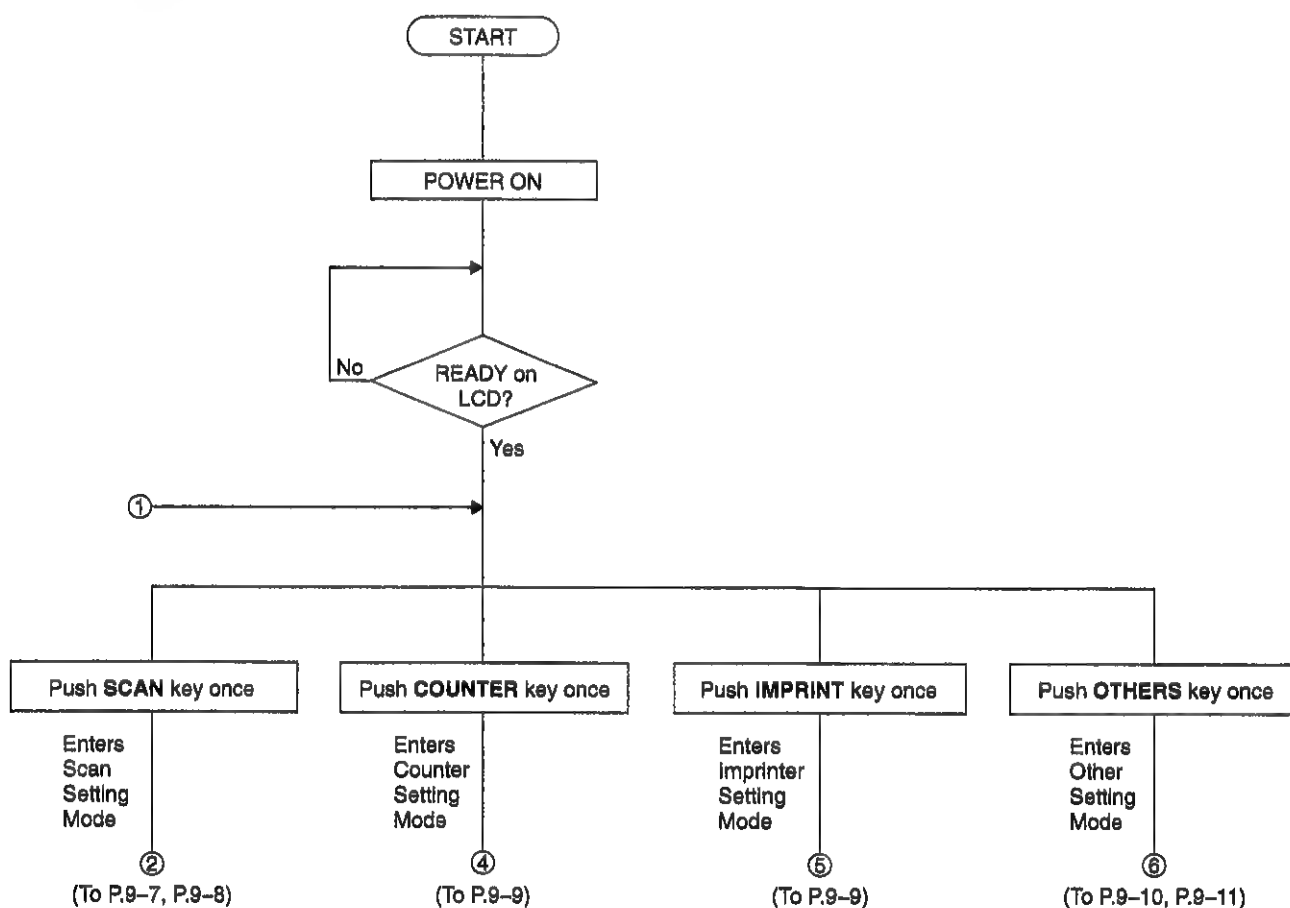 START
POWER ON
No
READY on
LCD?
Yes
①
Push SCAN key once
Push COUNTER key once
Push IMPRINT key once
Push OTHERS key once
Enters
Scan
Setting
Mode
Enters
Counter
Setting
Mode
Enters
Imprinter
Setting
Mode
Enters
Other
Setting
Mode
②
④
⑤
⑥
(To P.9–7, P.9–8)
(To P.9–9)
(To P.9–9)
(To P.9–10, P.9–11)